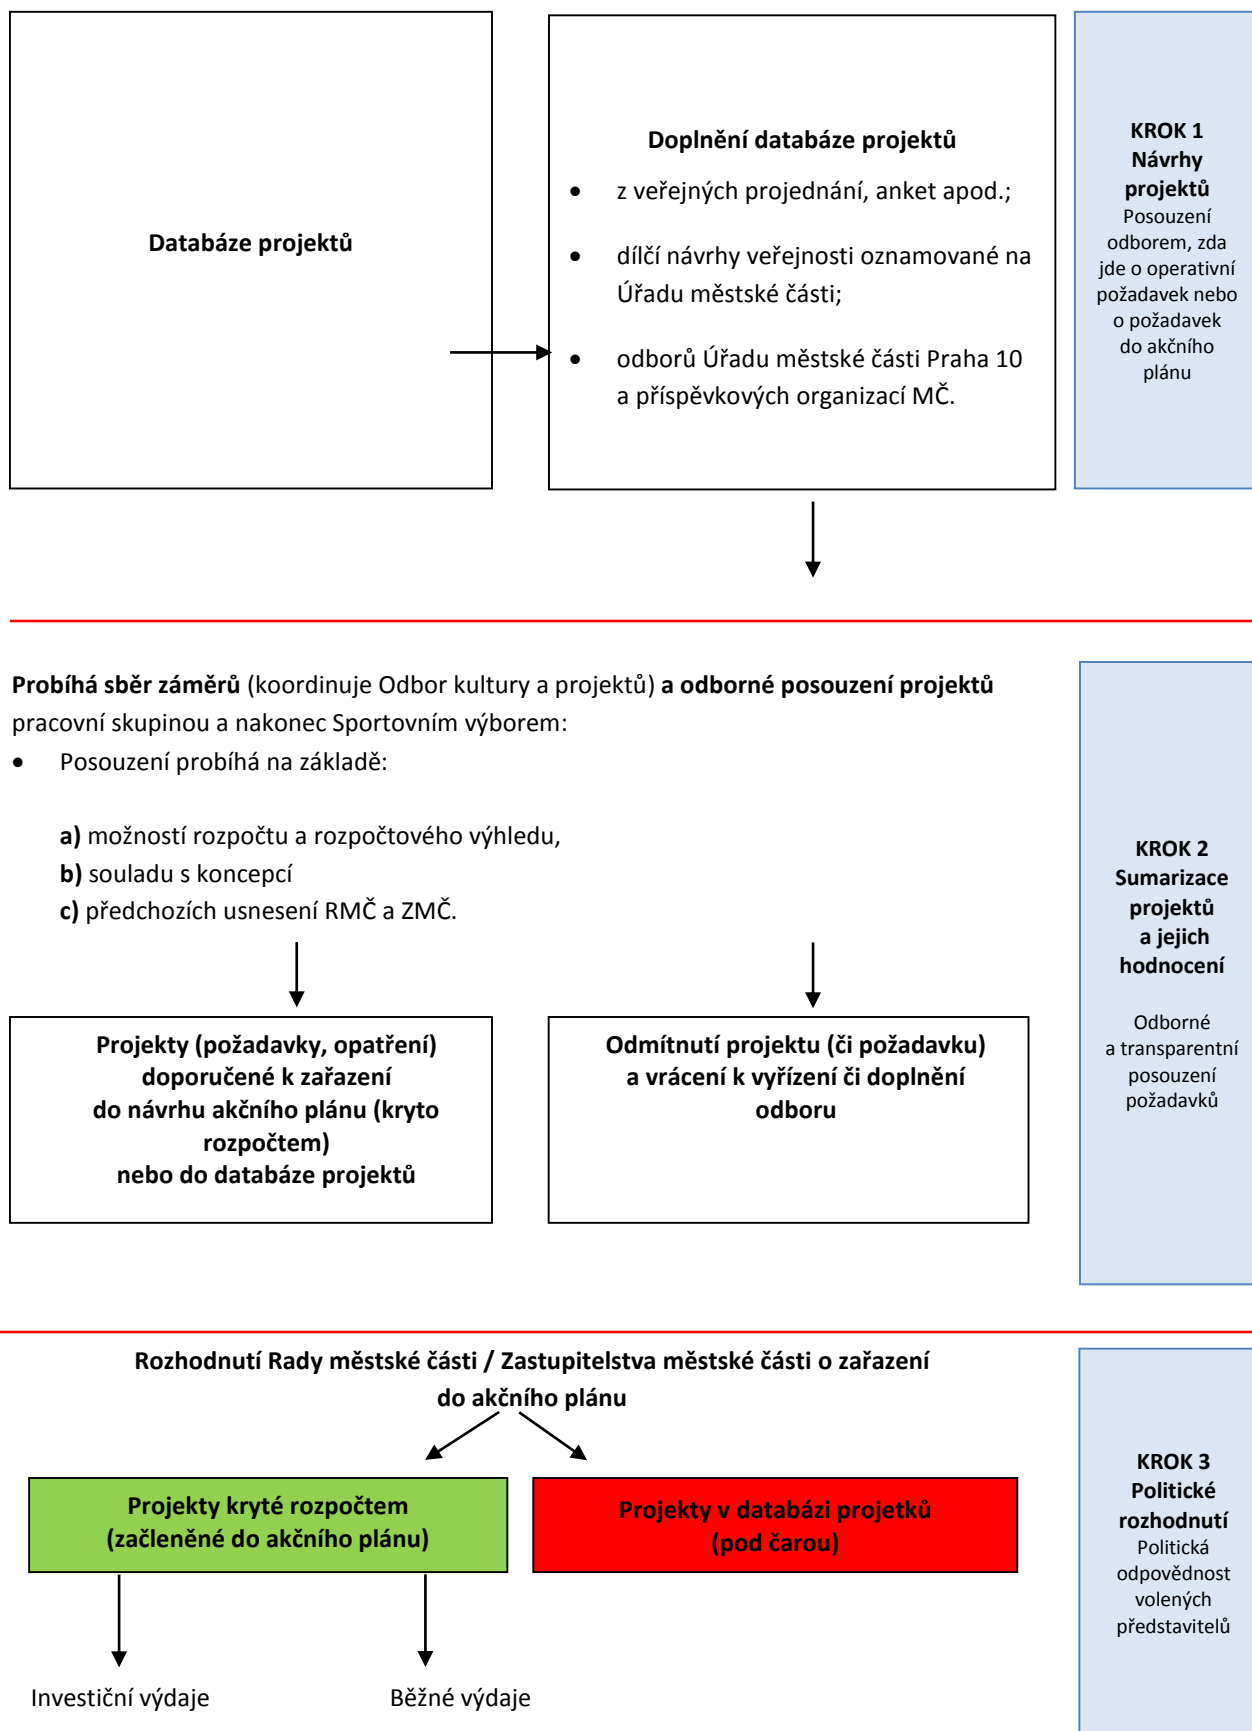 Databáze projektů
Doplnění databáze projektů
• z veřejných projednání, anket apod.;
• dílčí návrhy veřejnosti oznamované na
Úřadu městské části;
• odborů Úřadu městské části Praha 10
a příspěvkových organizací MČ.
KROK 1
Návrhy
projektů
Posouzení
odborem, zda
jde o operativní
požadavek nebo
o požadavek
do akčního
plánu
Probíhá sběr záměrů (koordinuje Odbor kultury a projektů) a odborné posouzení projektů
pracovní skupinou a nakonec Sportovním výborem:
• Posouzení probíhá na základě:
a) možností rozpočtu a rozpočtového výhledu,
b) souladu s koncepcí
c) předchozích usnesení RMČ a ZMČ.
Projekty (požadavky, opatření)
doporučené k zařazení
do návrhu akčního plánu (kryto
rozpočtem)
nebo do databáze projektů
Odmítnutí projektu (či požadavku)
a vrácení k vyřízení či doplnění
odboru
KROK 2
Sumarizace
projektů
a jejich
hodnocení
Odborné
a transparentní
posouzení
požadavků
Rozhodnutí Rady městské části / Zastupitelstva městské části o zařazení
do akčního plánu
Projekty kryté rozpočtem
(začleněné do akčního plánu)
Projekty v databázi projetků
(pod čarou)
Investiční výdaje
Běžné výdaje
KROK 3
Politické
rozhodnutí
Politická
odpovědnost
volených
představitelů